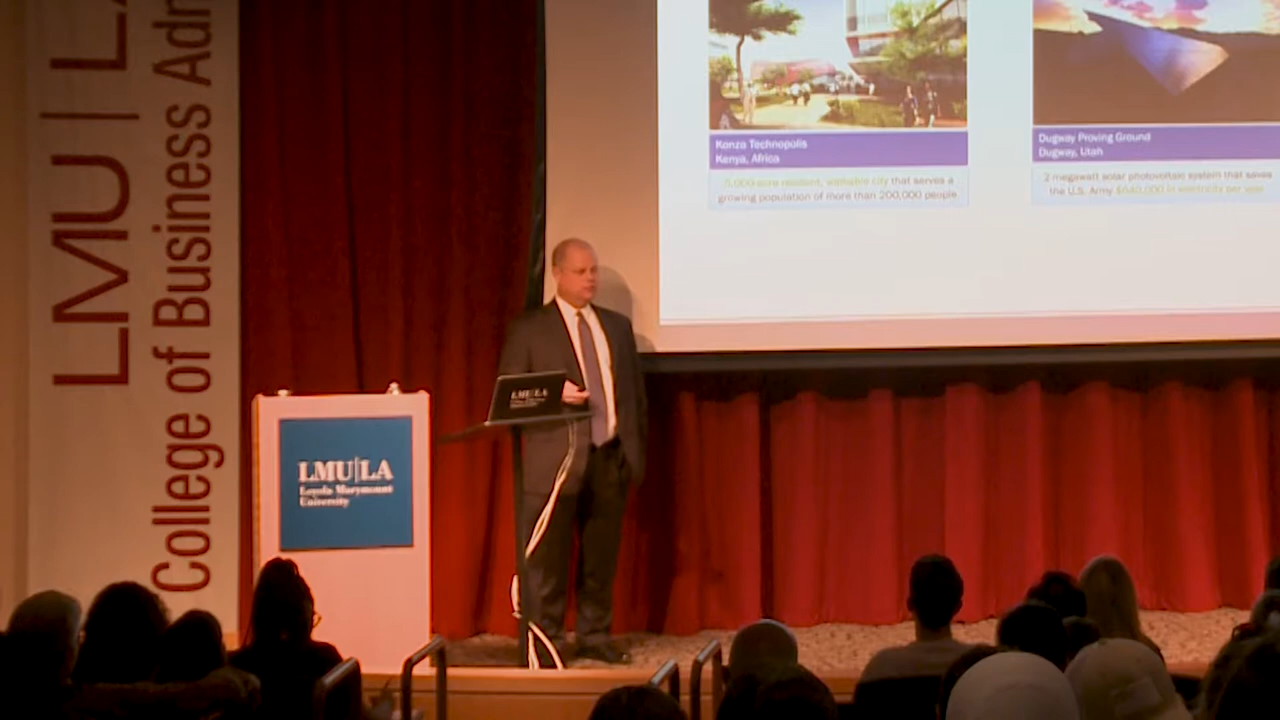 LMU | LA
College of Business Adm
Konza Technopolis
Kenya, Africa
5,000-acre resilient, walkable city that serves a
growing population of more than 200,000 people
Dugway Proving Ground
Dugway, Utah
2 megawatt solar photovoltaic system that saves
the U.S. Army $640,000 in electricity per year
LMU|LA
LMU|LA
Loyola Marymount
University